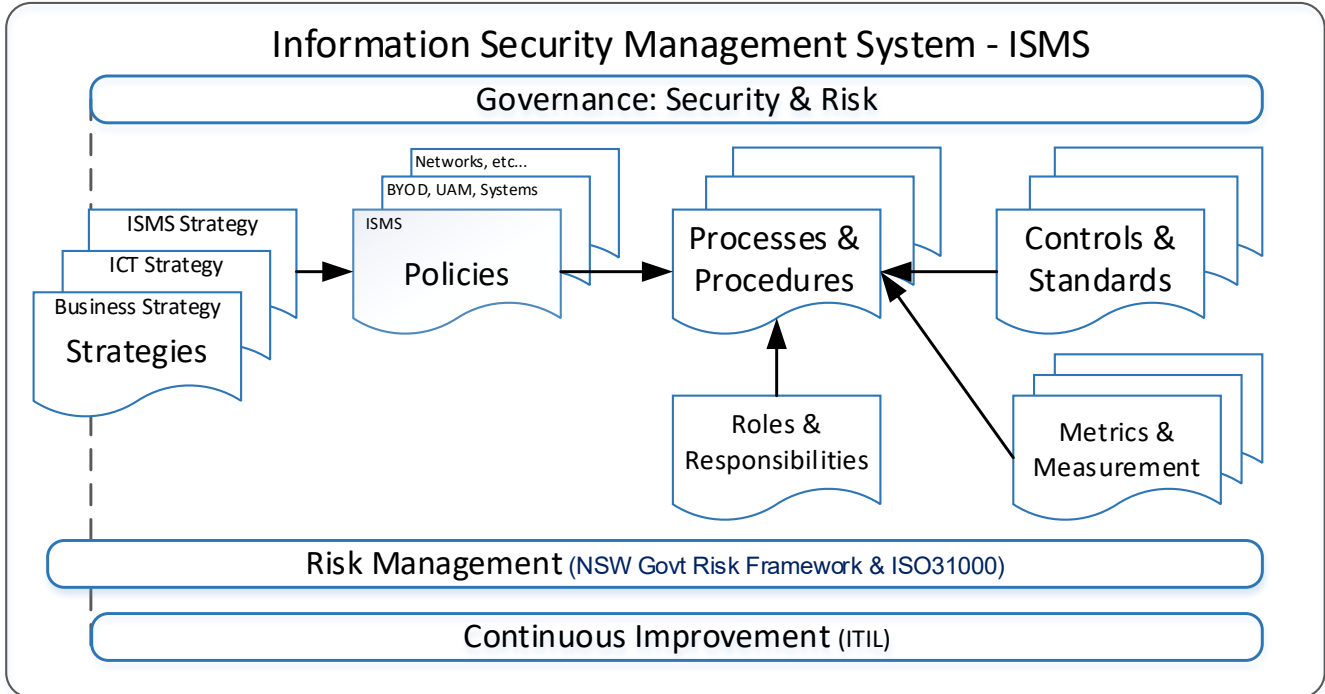 Information Security Management System - ISMS
Governance: Security & Risk
Networks, etc...
BYOD, UAM, Systems
ISMS
Policies
ISMS Strategy
ICT Strategy
Business Strategy
Strategies
Processes &
Procedures
Controls &
Standards
Roles &
Responsibilities
Metrics &
Measurement
Risk Management (NSW Govt Risk Framework & ISO31000)
Continuous Improvement (ITIL)